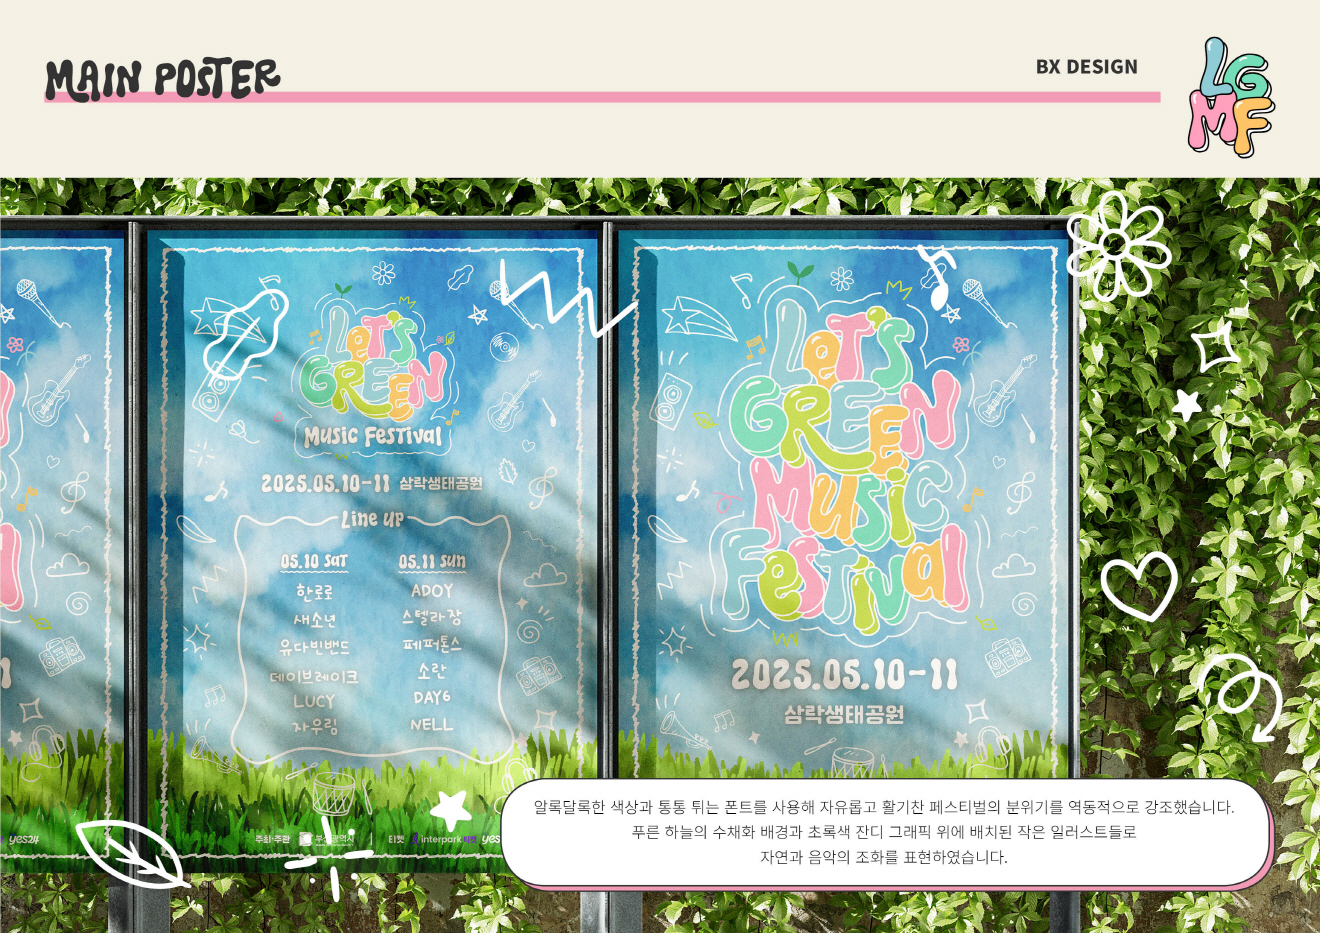 MAIN POSTER
BX DESIGN
LG
MF
Let's
GREEN
Music Festival
2025.05.10-11 삼락생태공원
Line up
05.10 SAT
한로로
새소년
유다빈밴드
데이브레이크
LUCY
자우림
05.11 SUN
ADOY
스텔라장
페퍼톤스
소란
DAY6
NELL
주최·주관 부산광역시 티켓 interpark 티켓 yes
yes24
Let's
GREEN
Music
Festival
2025.05.10-11
삼락생태공원
알록달록한 색상과 통통 튀는 폰트를 사용해 자유롭고 활기찬 페스티벌의 분위기를 역동적으로 강조했습니다.
푸른 하늘의 수채화 배경과 초록색 잔디 그래픽 위에 배치된 작은 일러스트들로
자연과 음악의 조화를 표현하였습니다.